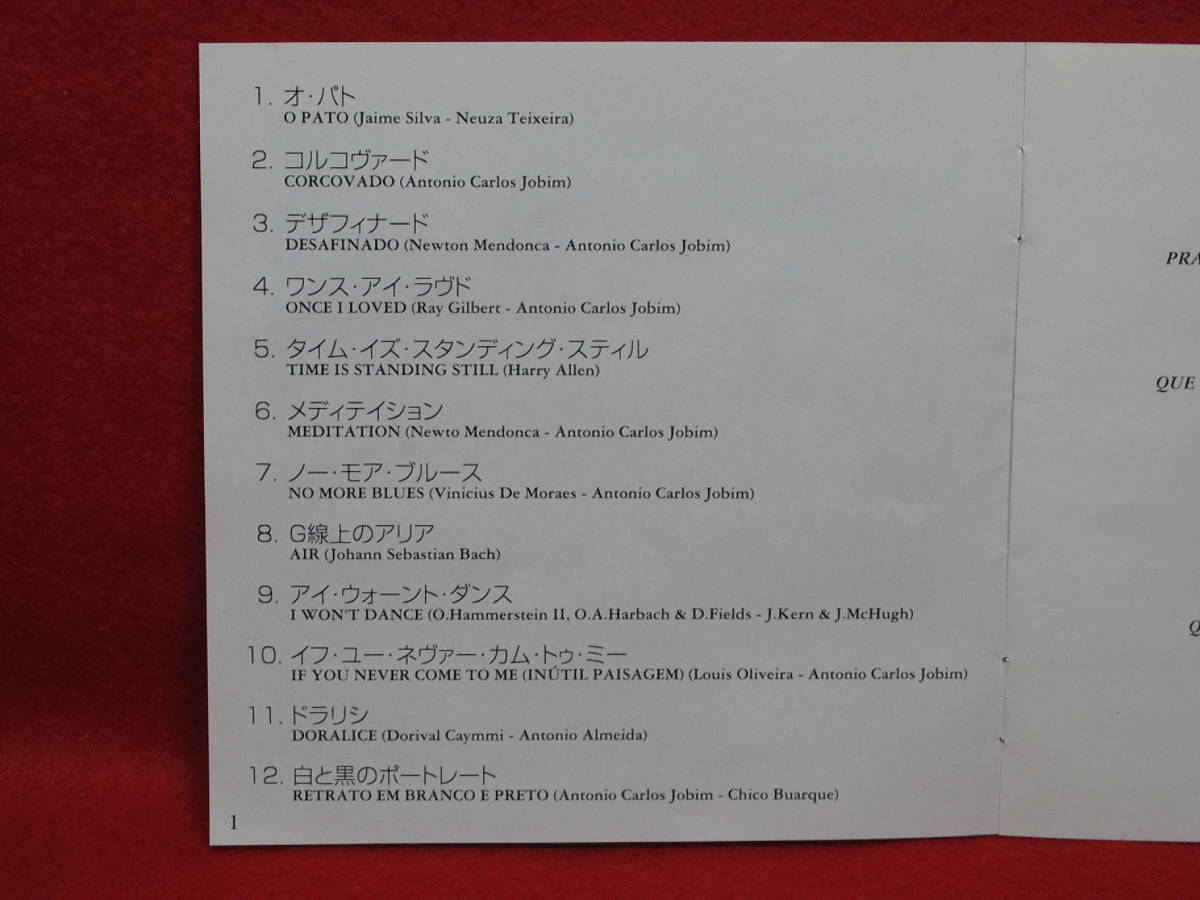 1. オ・パト
O PATO (Jaime Silva - Neuza Teixeira)
2. コルコヴァード
CORCOVADO (Antonio Carlos Jobim)
3. デザフィナード
DESAFINADO (Newton Mendonca - Antonio Carlos Jobim)
4. ワンス・アイ・ラヴド
ONCE I LOVED (Ray Gilbert - Antonio Carlos Jobim)
5. タイム・イズ・スタンディング・スティル
TIME IS STANDING STILL (Harry Allen)
6. メディテイション
MEDITATION (Newto Mendonca - Antonio Carlos Jobim)
7. ノー・モア・ブルース
NO MORE BLUES (Vinicius De Moraes - Antonio Carlos Jobim)
8. G線上のアリア
AIR (Johann Sebastian Bach)
9. アイ・ウォーント・ダンス
I WON'T DANCE (O.Hammerstein II, O.A.Harbach & D.Fields - J.Kern & J.McHugh)
10. イフ・ユー・ネヴァー・カム・トゥ・ミー
IF YOU NEVER COME TO ME (INÚTIL PAISAGEM) (Louis Oliveira - Antonio Carlos Jobim)
11. ドラリシ
DORALICE (Dorival Caymmi - Antonio Almeida)
12. 白と黒のポートレート
RETRATO EM BRANCO E PRETO (Antonio Carlos Jobim - Chico Buarque)
1
PRA
QUE
Q